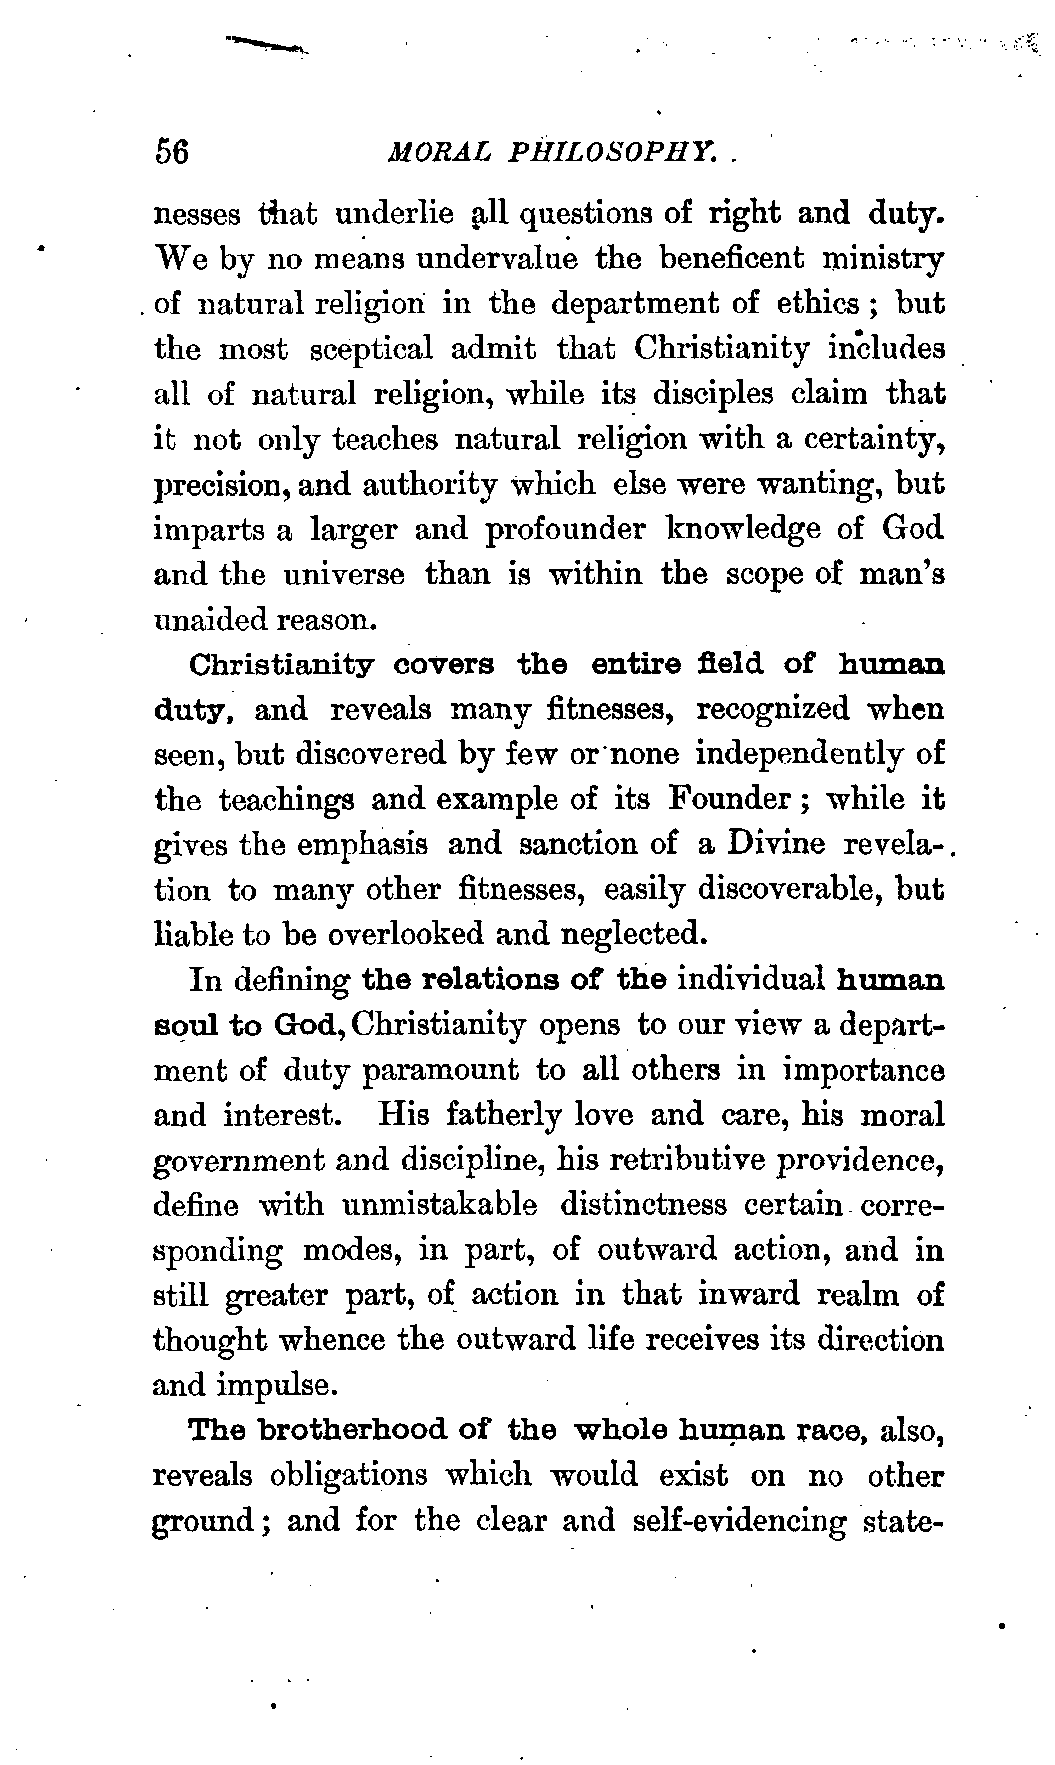 56 MORAL PHILOSOPHY.
nesses that underlie all questions of right and duty.
We by no means undervalue the beneficent ministry
of natural religion in the department of ethics ; but
the most sceptical admit that Christianity includes
all of natural religion, while its disciples claim that
it not only teaches natural religion with a certainty,
precision, and authority which else were wanting, but
imparts a larger and profounder knowledge of God
and the universe than is within the scope of man's
unaided reason.
Christianity covers the entire field of human
duty, and reveals many fitnesses, recognized when
seen, but discovered by few or none independently of
the teachings and example of its Founder ; while it
gives the emphasis and sanction of a Divine revela-
tion to many other fitnesses, easily discoverable, but
liable to be overlooked and neglected.
In defining the relations of the individual human
soul to God, Christianity opens to our view a depart-
ment of duty paramount to all others in importance
and interest. His fatherly love and care, his moral
government and discipline, his retributive providence,
define with unmistakable distinctness certain corre-
sponding modes, in part, of outward action, and in
still greater part, of action in that inward realm of
thought whence the outward life receives its direction
and impulse.
The brotherhood of the whole human race, also,
reveals obligations which would exist on no other
ground ; and for the clear and self-evidencing state-